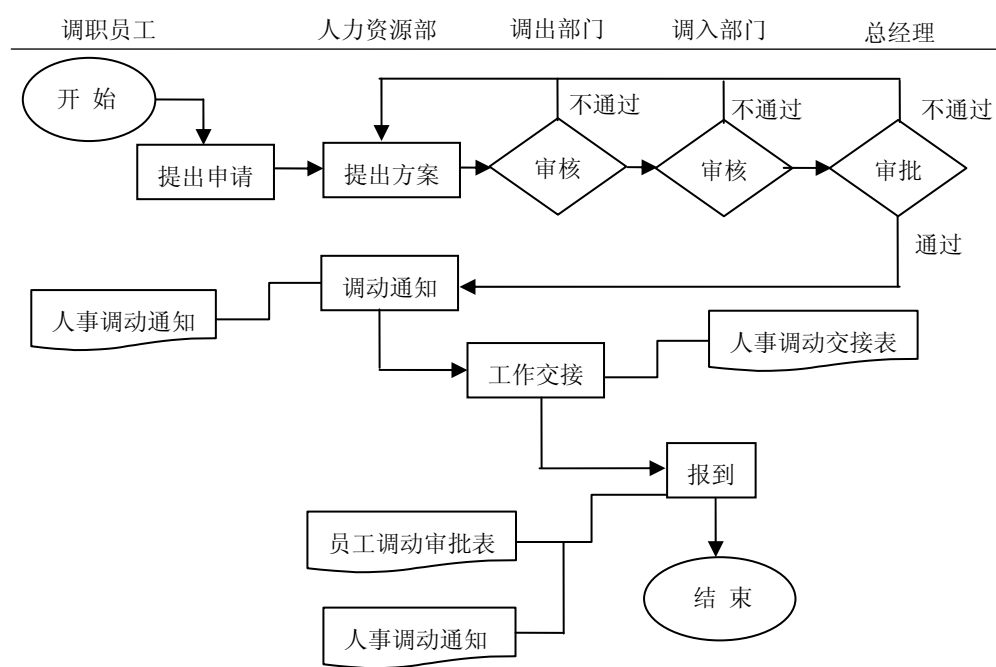 调职员工 人力资源部 调出部门 调入部门 总经理
开 始
不通过 不通过 不通过
提出申请 提出方案 审核 审核 审批
通过
调动通知
人事调动通知
人事调动交接表
工作交接
报到
员工调动审批表
结 束
人事调动通知